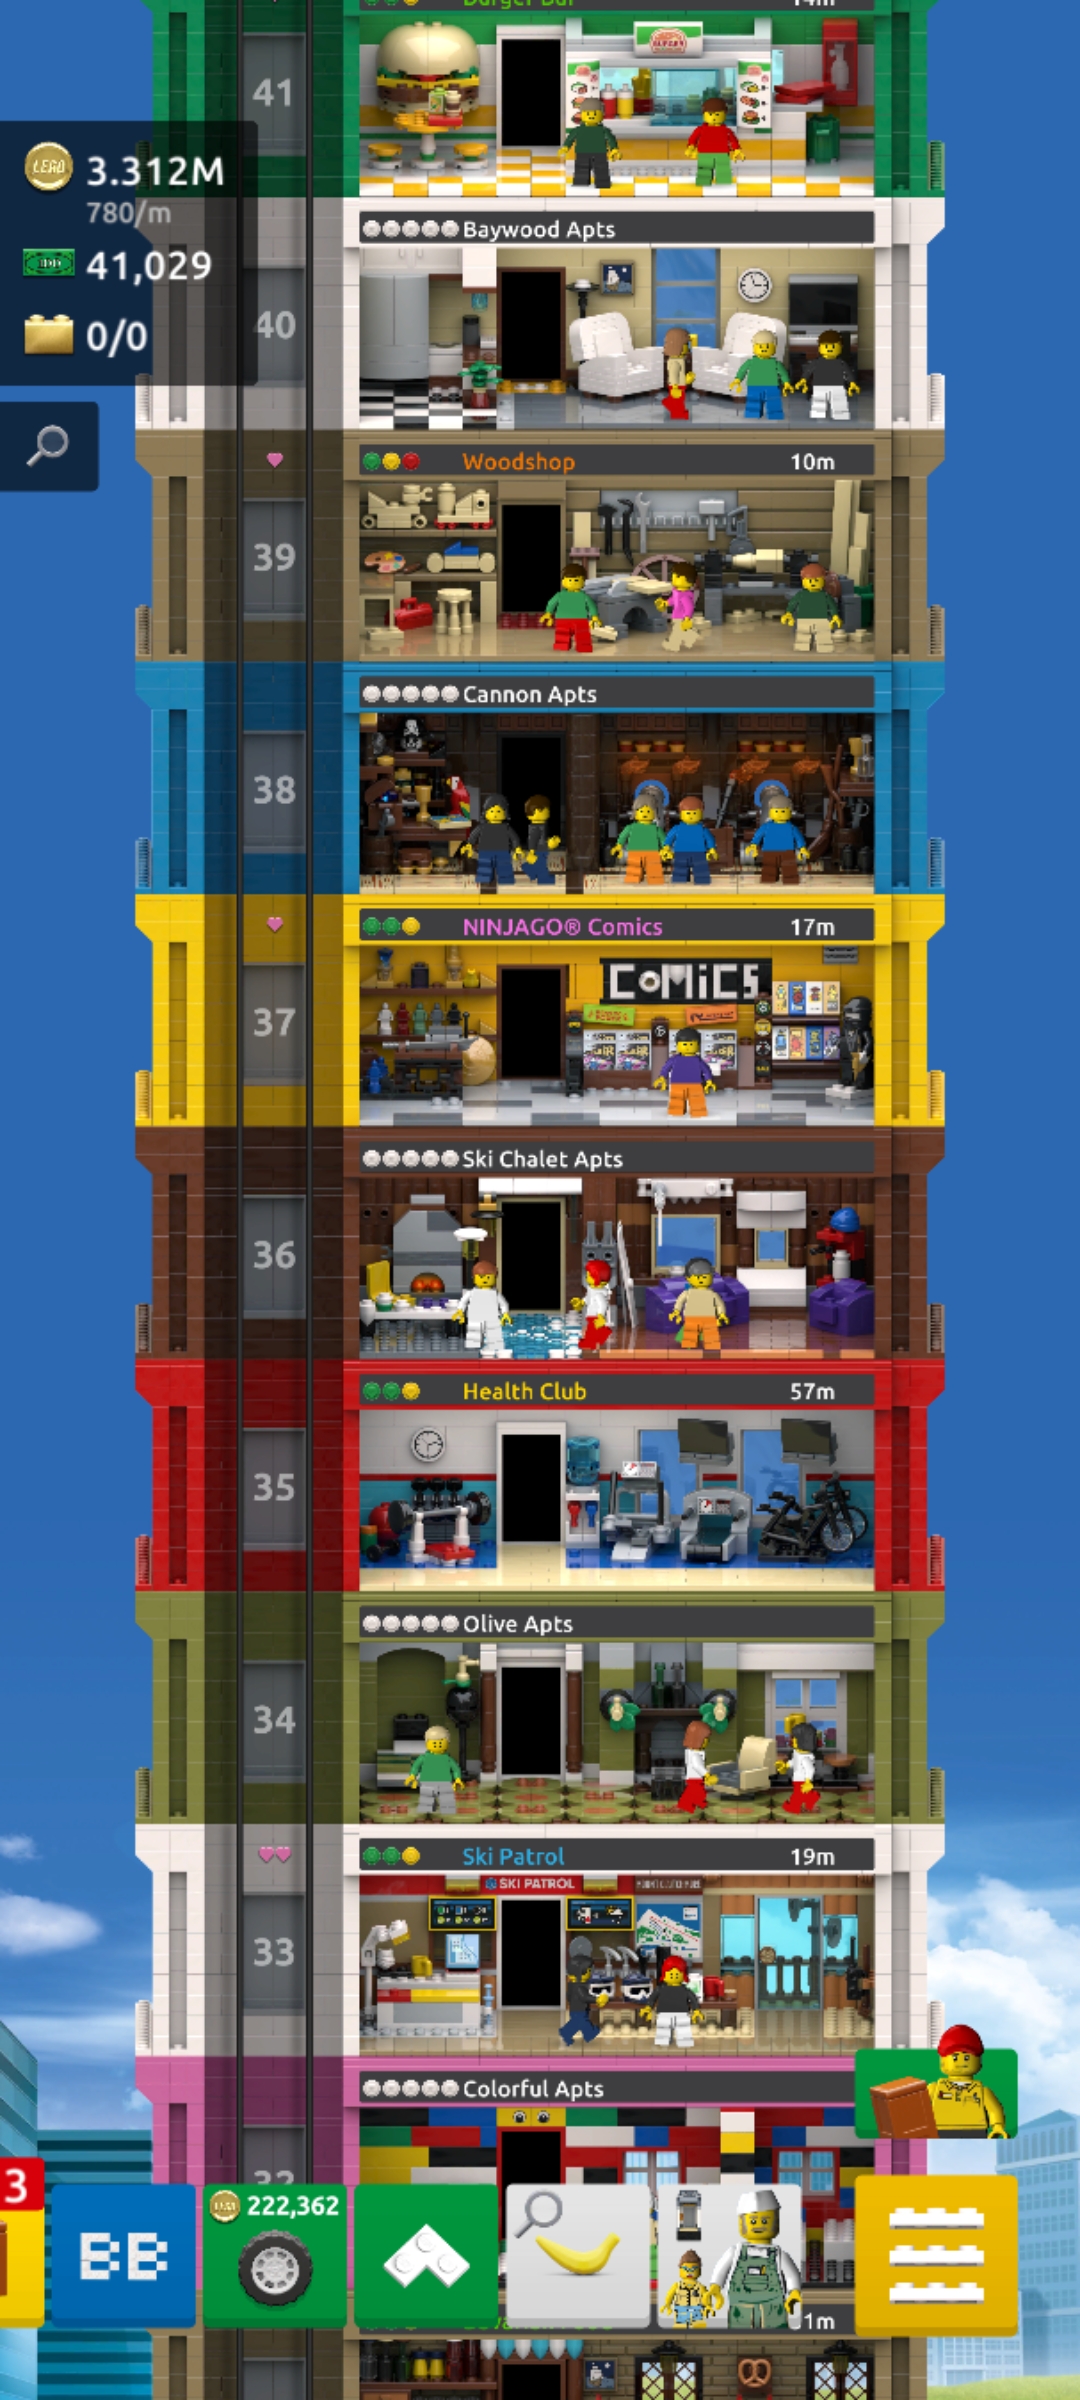 Burger Bar 14m
41
LEGO 3.312M
780/m
41,029
0/0
Baywood Apts
40
Woodshop 10m
39
Cannon Apts
38
NINJAGO® Comics 17m
COMiCS
37
Ski Chalet Apts
36
Health Club 57m
35
Olive Apts
34
Ski Patrol 19m
SKI PATROL
33
Colorful Apts
32
3
BB
222,362
1m